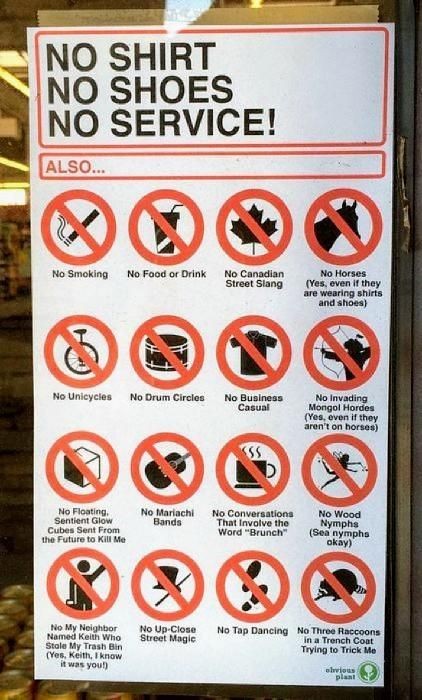 NO SHIRT
NO SHOES
NO SERVICE!
ALSO...
No Smoking
No Food or Drink
No Canadian
Street Slang
No Horses
(Yes, even if they
are wearing shirts
and shoes)
No Unicycles
No Drum Circles
No Business
Casual
No Invading
Mongol Hordes
(Yes, even if they
aren't on horses)
No Floating,
Sentient Glow
Cubes Sent From
the Future to Kill Me
No Mariachi
Bands
No Conversations
That Involve the
Word "Brunch"
No Wood
Nymphs
(Sea nymphs
okay)
No My Neighbor
Named Keith Who
Stole My Trash Bin
(Yes, Keith, I know
it was you!)
No Up-Close
Street Magic
No Tap Dancing
No Three Raccoons
in a Trench Coat
Trying to Trick Me
obvious
plant